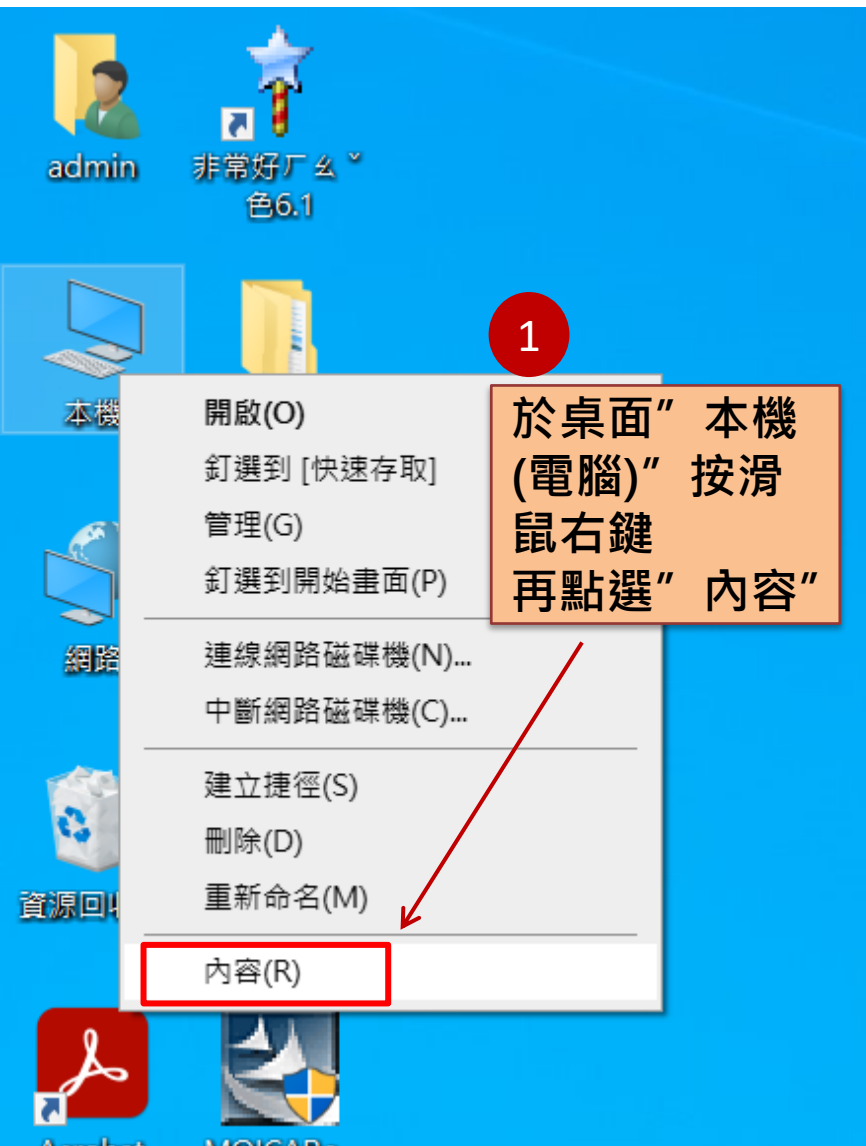 admin
非常好ㄏㄠˇ
色6.1
本機
1
於桌面” 本機
(電腦)” 按滑
鼠右鍵
再點選” 內容”
開啟(O)
釘選到 [快速存取]
管理(G)
釘選到開始畫面(P)
連線網路磁碟機(N)...
中斷網路磁碟機(C)...
建立捷徑(S)
刪除(D)
重新命名(M)
內容(R)
網路
資源回收